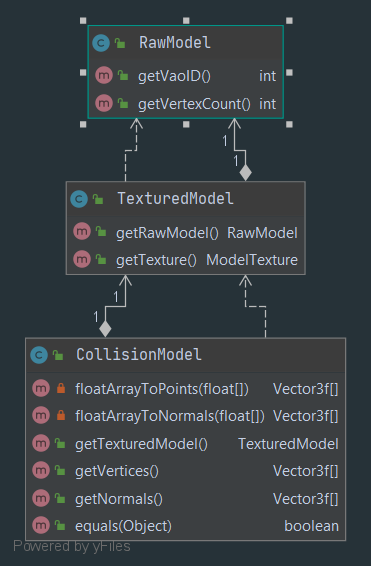 RawModel
getVaoID() int
getVertexCount() int
1
1
TexturedModel
getRawModel() RawModel
getTexture() ModelTexture
1
1
CollisionModel
floatArrayToPoints(float[]) Vector3f[]
floatArrayToNormals(float[]) Vector3f[]
getTexturedModel() TexturedModel
getVertices() Vector3f[]
getNormals() Vector3f[]
equals(Object) boolean
Powered by yFiles